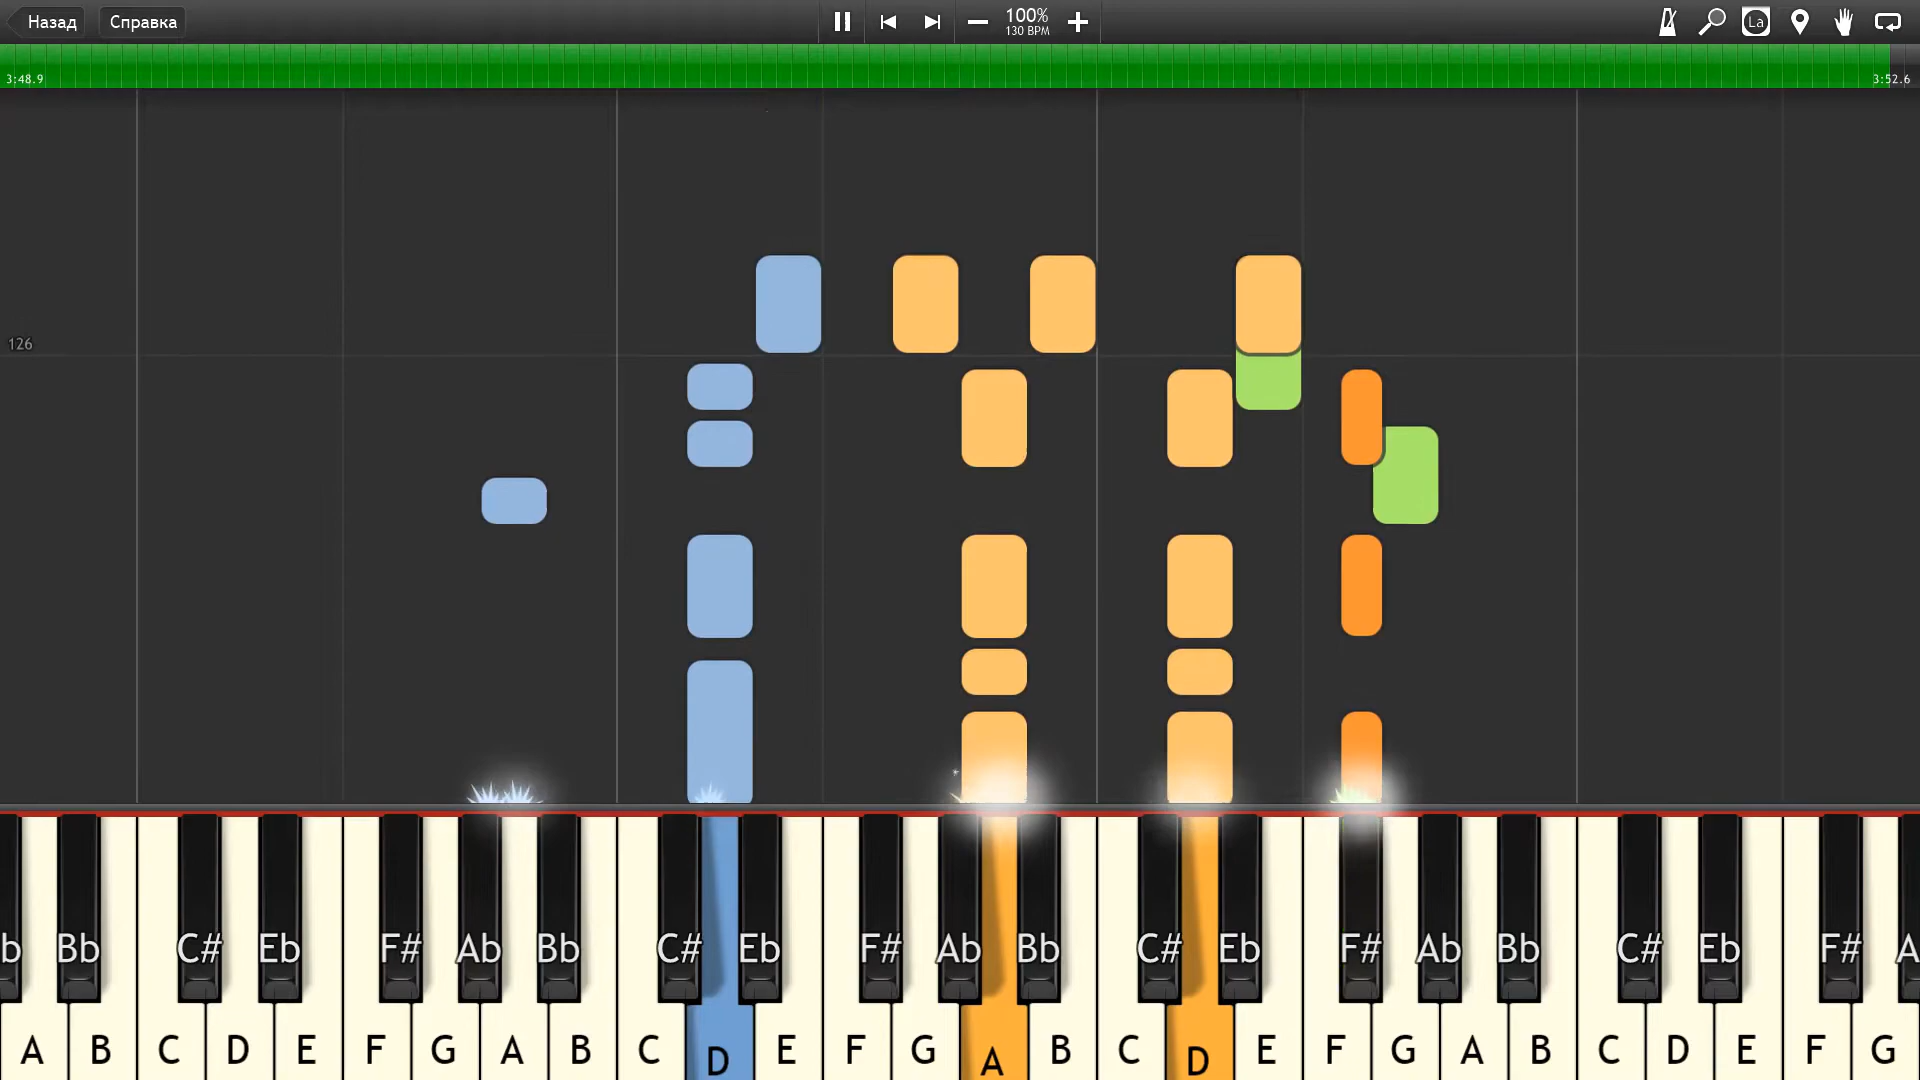 Назад Справка 100% La
130 BPM
3:48.9 3:52.6
126
b Bb C# Eb F# Ab Bb C# Eb F# Ab Bb C# Eb F# Ab Bb C# Eb F# A
A B C D E F G A B C D E F G A B C D E F G A B C D E F G